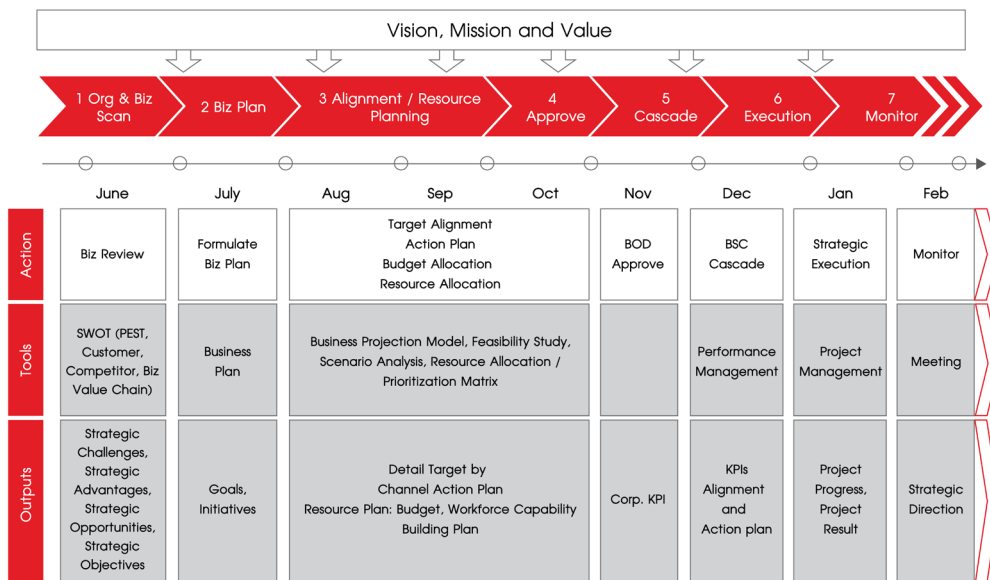 Vision, Mission and Value
1 Org & Biz
Scan
2 Biz Plan
3 Alignment / Resource
Planning
4
Approve
5
Cascade
6
Execution
7
Monitor
June
July
Aug
Sep
Oct
Nov
Dec
Jan
Feb
Action
Biz Review
Formulate
Biz Plan
Target Alignment
Action Plan
Budget Allocation
Resource Allocation
BOD
Approve
BSC
Cascade
Strategic
Execution
Monitor
Tools
SWOT (PEST,
Customer,
Competitor, Biz
Value Chain)
Business
Plan
Business Projection Model, Feasibility Study,
Scenario Analysis, Resource Allocation /
Prioritization Matrix
Performance
Management
Project
Management
Meeting
Outputs
Strategic
Challenges,
Strategic
Advantages,
Strategic
Opportunities,
Strategic
Objectives
Goals,
Initiatives
Detail Target by
Channel Action Plan
Resource Plan: Budget, Workforce Capability
Building Plan
Corp. KPI
KPIs
Alignment
and
Action plan
Project
Progress,
Project
Result
Strategic
Direction